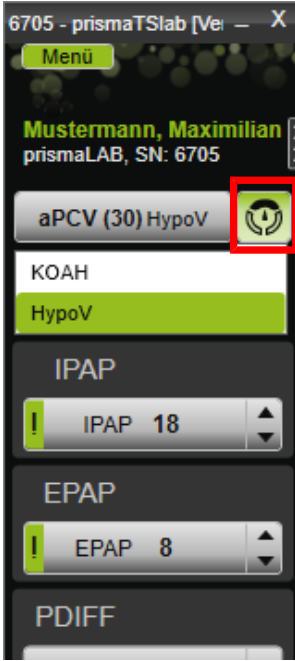 6705 - prismaTSlab [Ve
Menü
Mustermann, Maximilian
prismaLAB, SN: 6705
aPCV (30) HypoV
KOAH
HypoV
IPAP
! IPAP 18
EPAP
! EPAP 8
PDIFF